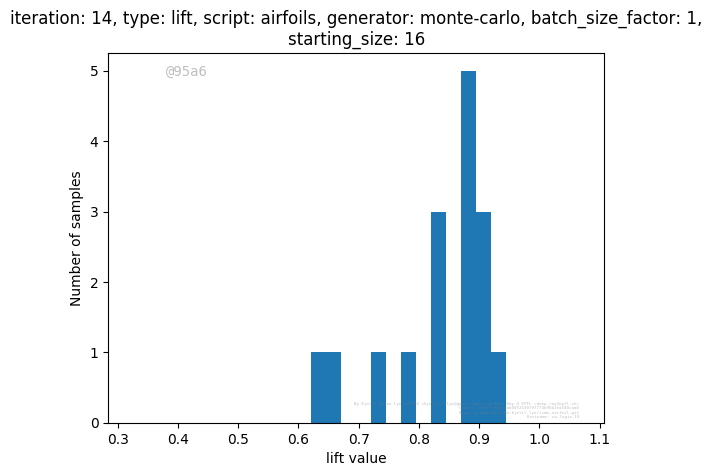 iteration: 14, type: lift, script: airfoils, generator: monte-carlo, batch_size_factor: 1,
starting_size: 16
@95a6
5
4
3
2
1
0
Number of samples
0.3 0.4 0.5 0.6 0.7 0.8 0.9 1.0 1.1
lift value